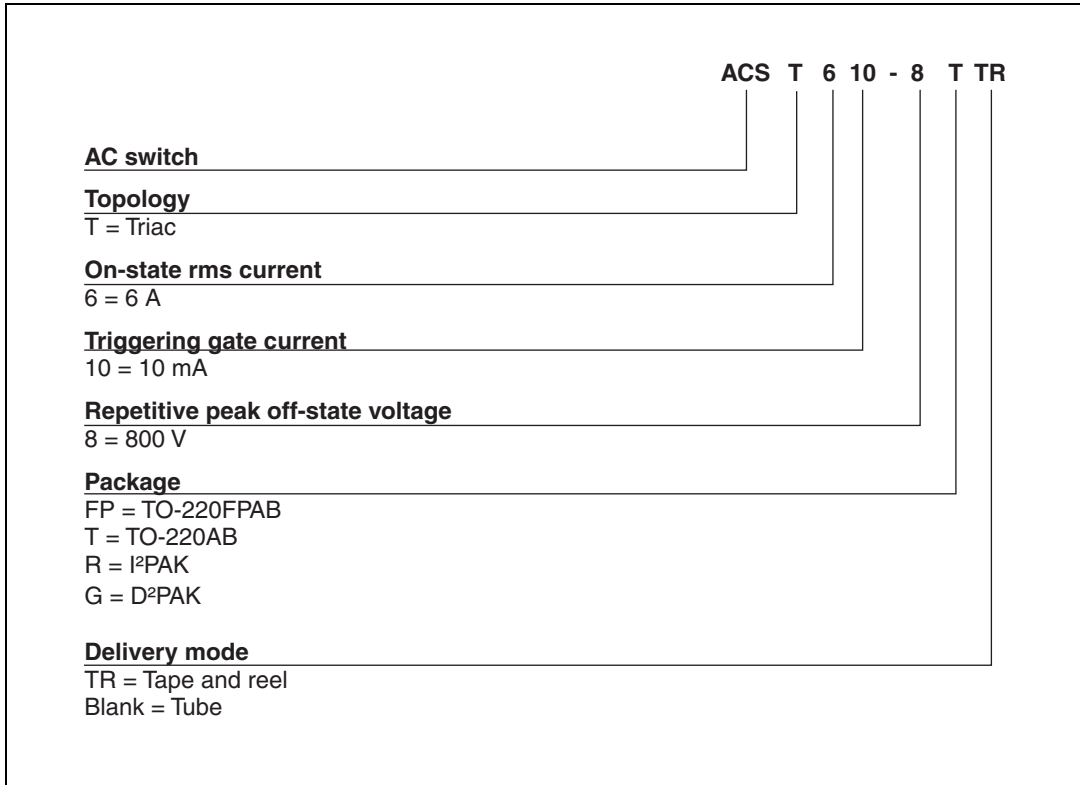 ACS T 6 10 - 8 T TR
AC switch
Topology
T = Triac
On-state rms current
6 = 6 A
Triggering gate current
10 = 10 mA
Repetitive peak off-state voltage
8 = 800 V
Package
FP = TO-220FPAB
T = TO-220AB
R = I²PAK
G = D²PAK
Delivery mode
TR = Tape and reel
Blank = Tube